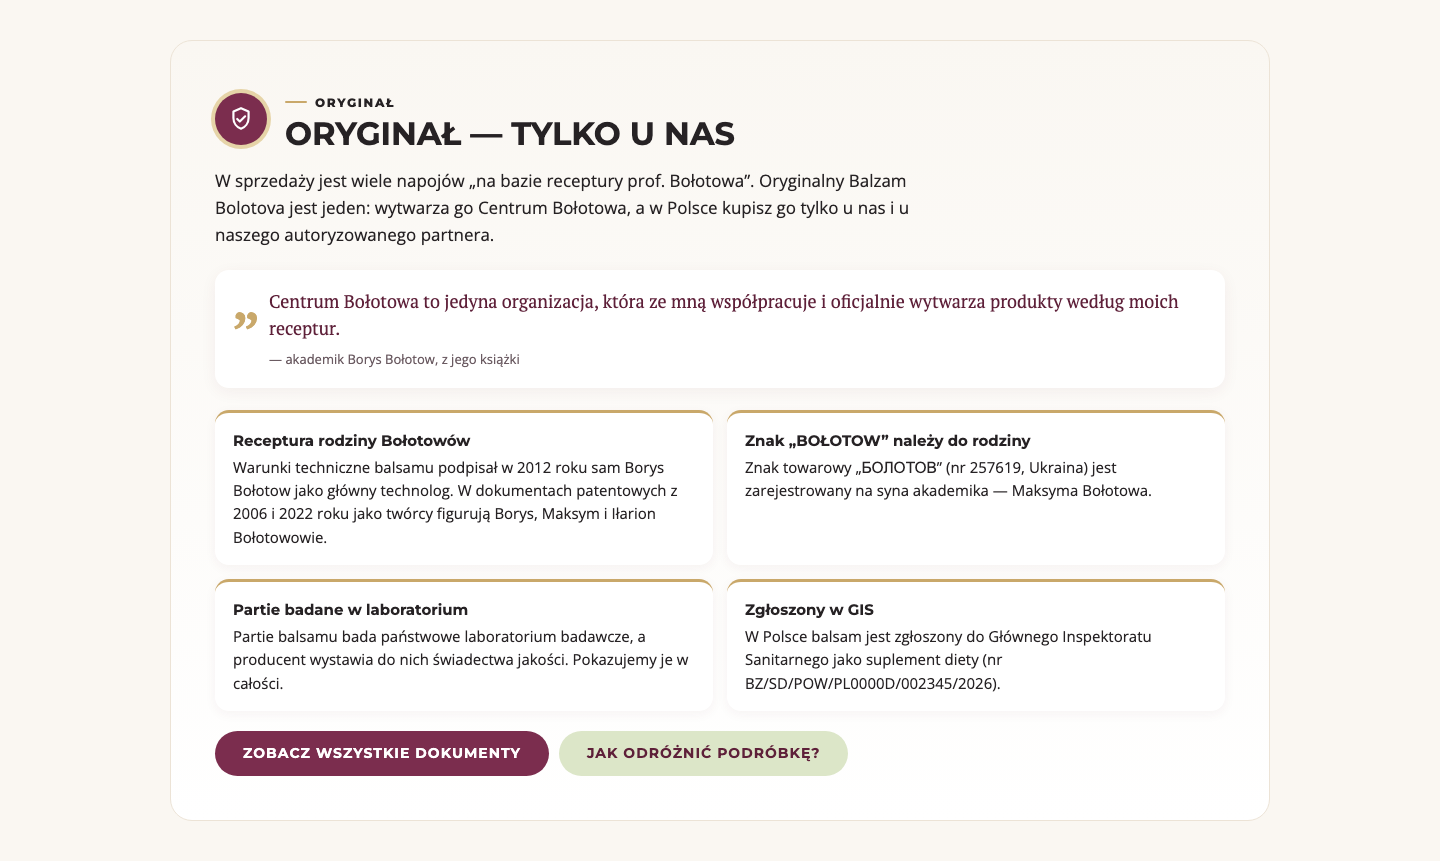 ORYGINAŁ
ORYGINAŁ — TYLKO U NAS
W sprzedaży jest wiele napojów „na bazie receptury prof. Bołotowa”. Oryginalny Balzam
Bolotova jest jeden: wytwarza go Centrum Bołotowa, a w Polsce kupisz go tylko u nas i u
naszego autoryzowanego partnera.
”
Centrum Bołotowa to jedyna organizacja, która ze mną współpracuje i oficjalnie wytwarza produkty według moich
receptur.
— akademik Borys Bołotow, z jego książki
Receptura rodziny Bołotowów
Warunki techniczne balsamu podpisał w 2012 roku sam Borys
Bołotow jako główny technolog. W dokumentach patentowych z
2006 i 2022 roku jako twórcy figurują Borys, Maksym i Iłarion
Bołotowowie.
Znak „BOŁOTOW” należy do rodziny
Znak towarowy „БОЛОТОВ” (nr 257619, Ukraina) jest
zarejestrowany na syna akademika — Maksyma Bołotowa.
Partie badane w laboratorium
Partie balsamu bada państwowe laboratorium badawcze, a
producent wystawia do nich świadectwa jakości. Pokazujemy je w
całości.
Zgłoszony w GIS
W Polsce balsam jest zgłoszony do Głównego Inspektoratu
Sanitarnego jako suplement diety (nr
BZ/SD/POW/PL0000D/002345/2026).
ZOBACZ WSZYSTKIE DOKUMENTY
JAK ODRÓŻNIĆ PODRÓBKĘ?